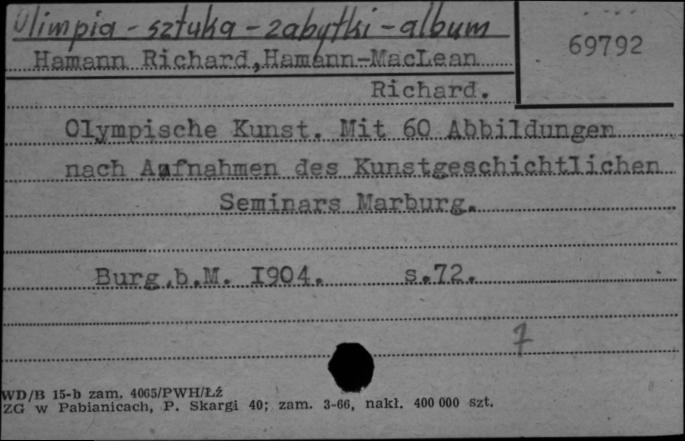 Olimpia - sztuka - zabytki - album
69792
Hamann Richard, Hamann-MacLean
Richard.
Olympische Kunst. Mit 60 Abbildungen
nach Aufnahmen des Kunstgeschichtlichen
Seminars Marburg.
Burg.b.M. I904. s.72.
7
WD/B 15-b zam. 4065/PWH/Łź
ZG w Pabianicach, P. Skargi 40; zam. 3-66, nakł. 400 000 szt.